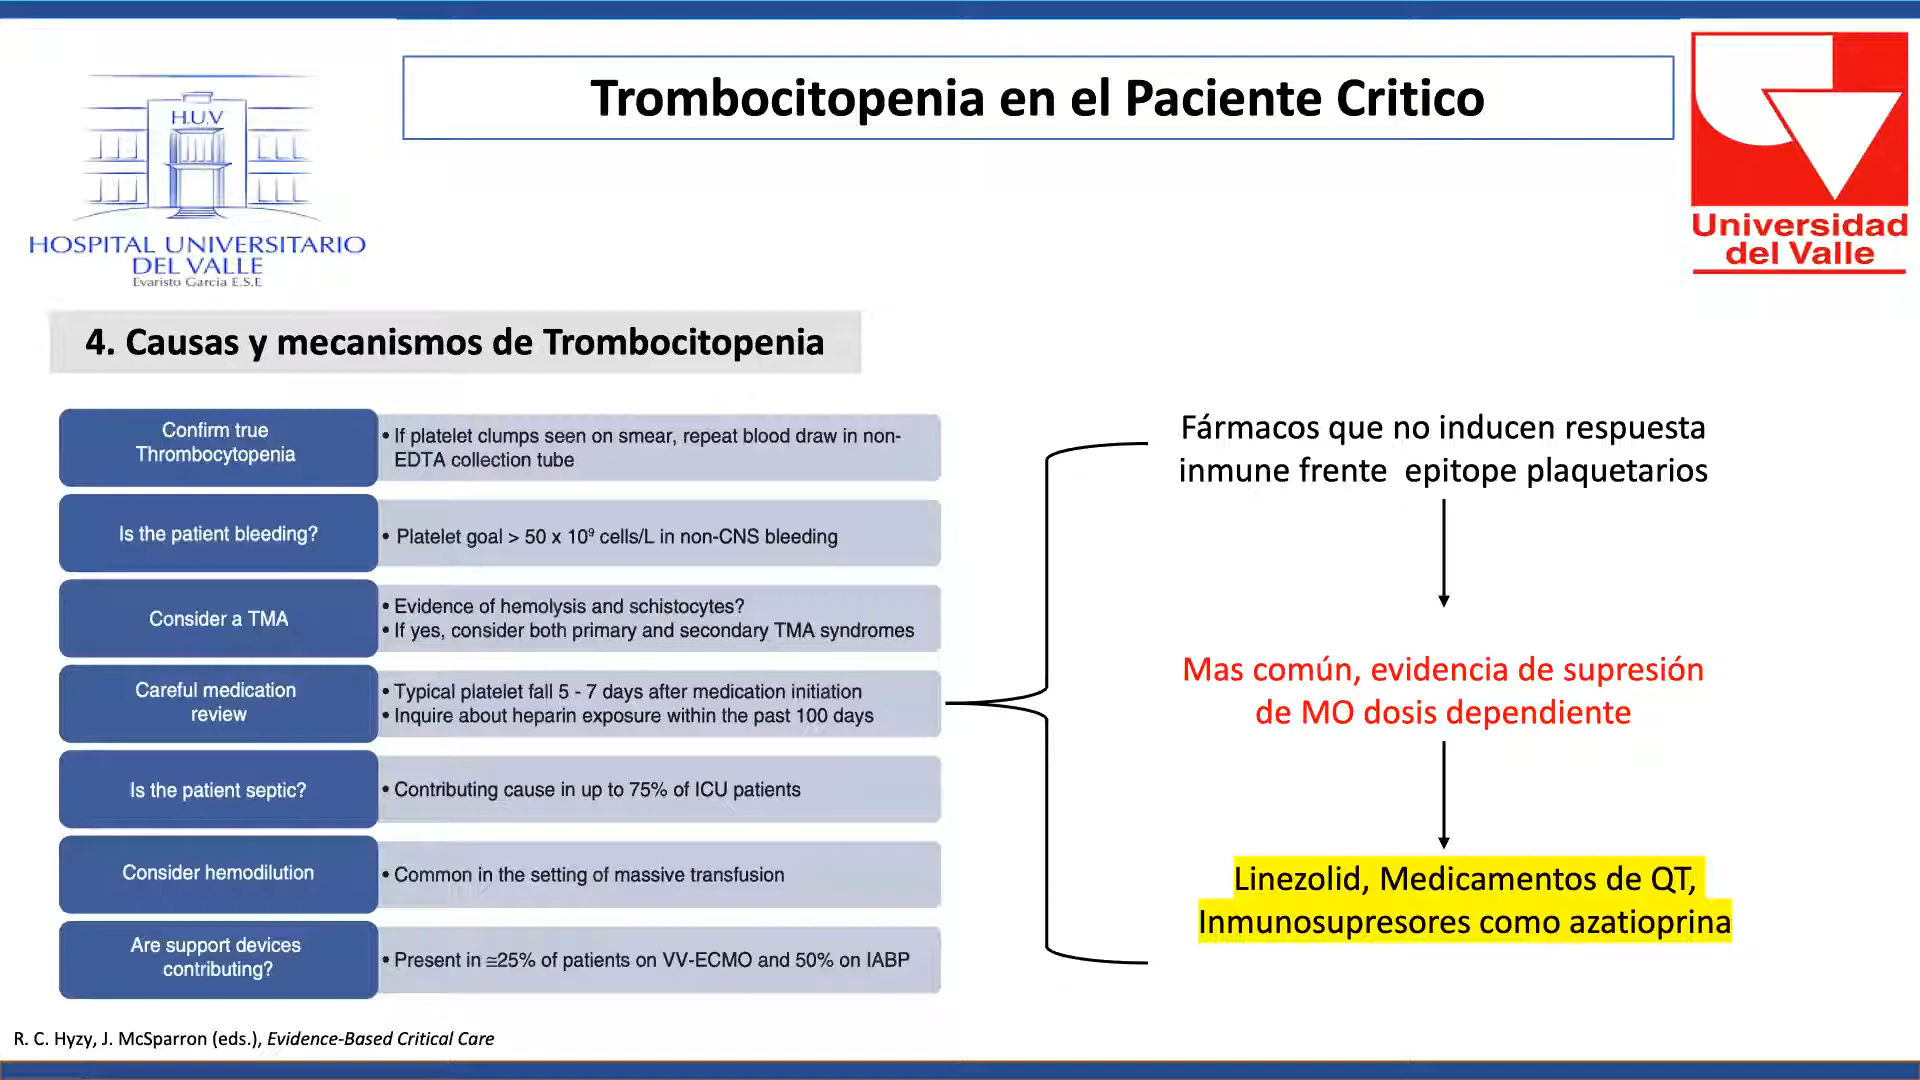 Trombocitopenia en el Paciente Critico
H.U.V
HOSPITAL UNIVERSITARIO
DEL VALLE
Evaristo Garcia E.S.E
Universidad
del Valle
4. Causas y mecanismos de Trombocitopenia
Confirm true
Thrombocytopenia
• If platelet clumps seen on smear, repeat blood draw in non-
EDTA collection tube
Is the patient bleeding?
• Platelet goal > 50 x 10⁹ cells/L in non-CNS bleeding
Consider a TMA
• Evidence of hemolysis and schistocytes?
• If yes, consider both primary and secondary TMA syndromes
Careful medication
review
• Typical platelet fall 5 - 7 days after medication initiation
• Inquire about heparin exposure within the past 100 days
Is the patient septic?
• Contributing cause in up to 75% of ICU patients
Consider hemodilution
• Common in the setting of massive transfusion
Are support devices
contributing?
• Present in ≅25% of patients on VV-ECMO and 50% on IABP
Fármacos que no inducen respuesta
inmune frente  epitope plaquetarios
Mas común, evidencia de supresión
de MO dosis dependiente
Linezolid, Medicamentos de QT,
Inmunosupresores como azatioprina
R. C. Hyzy, J. McSparron (eds.), Evidence-Based Critical Care